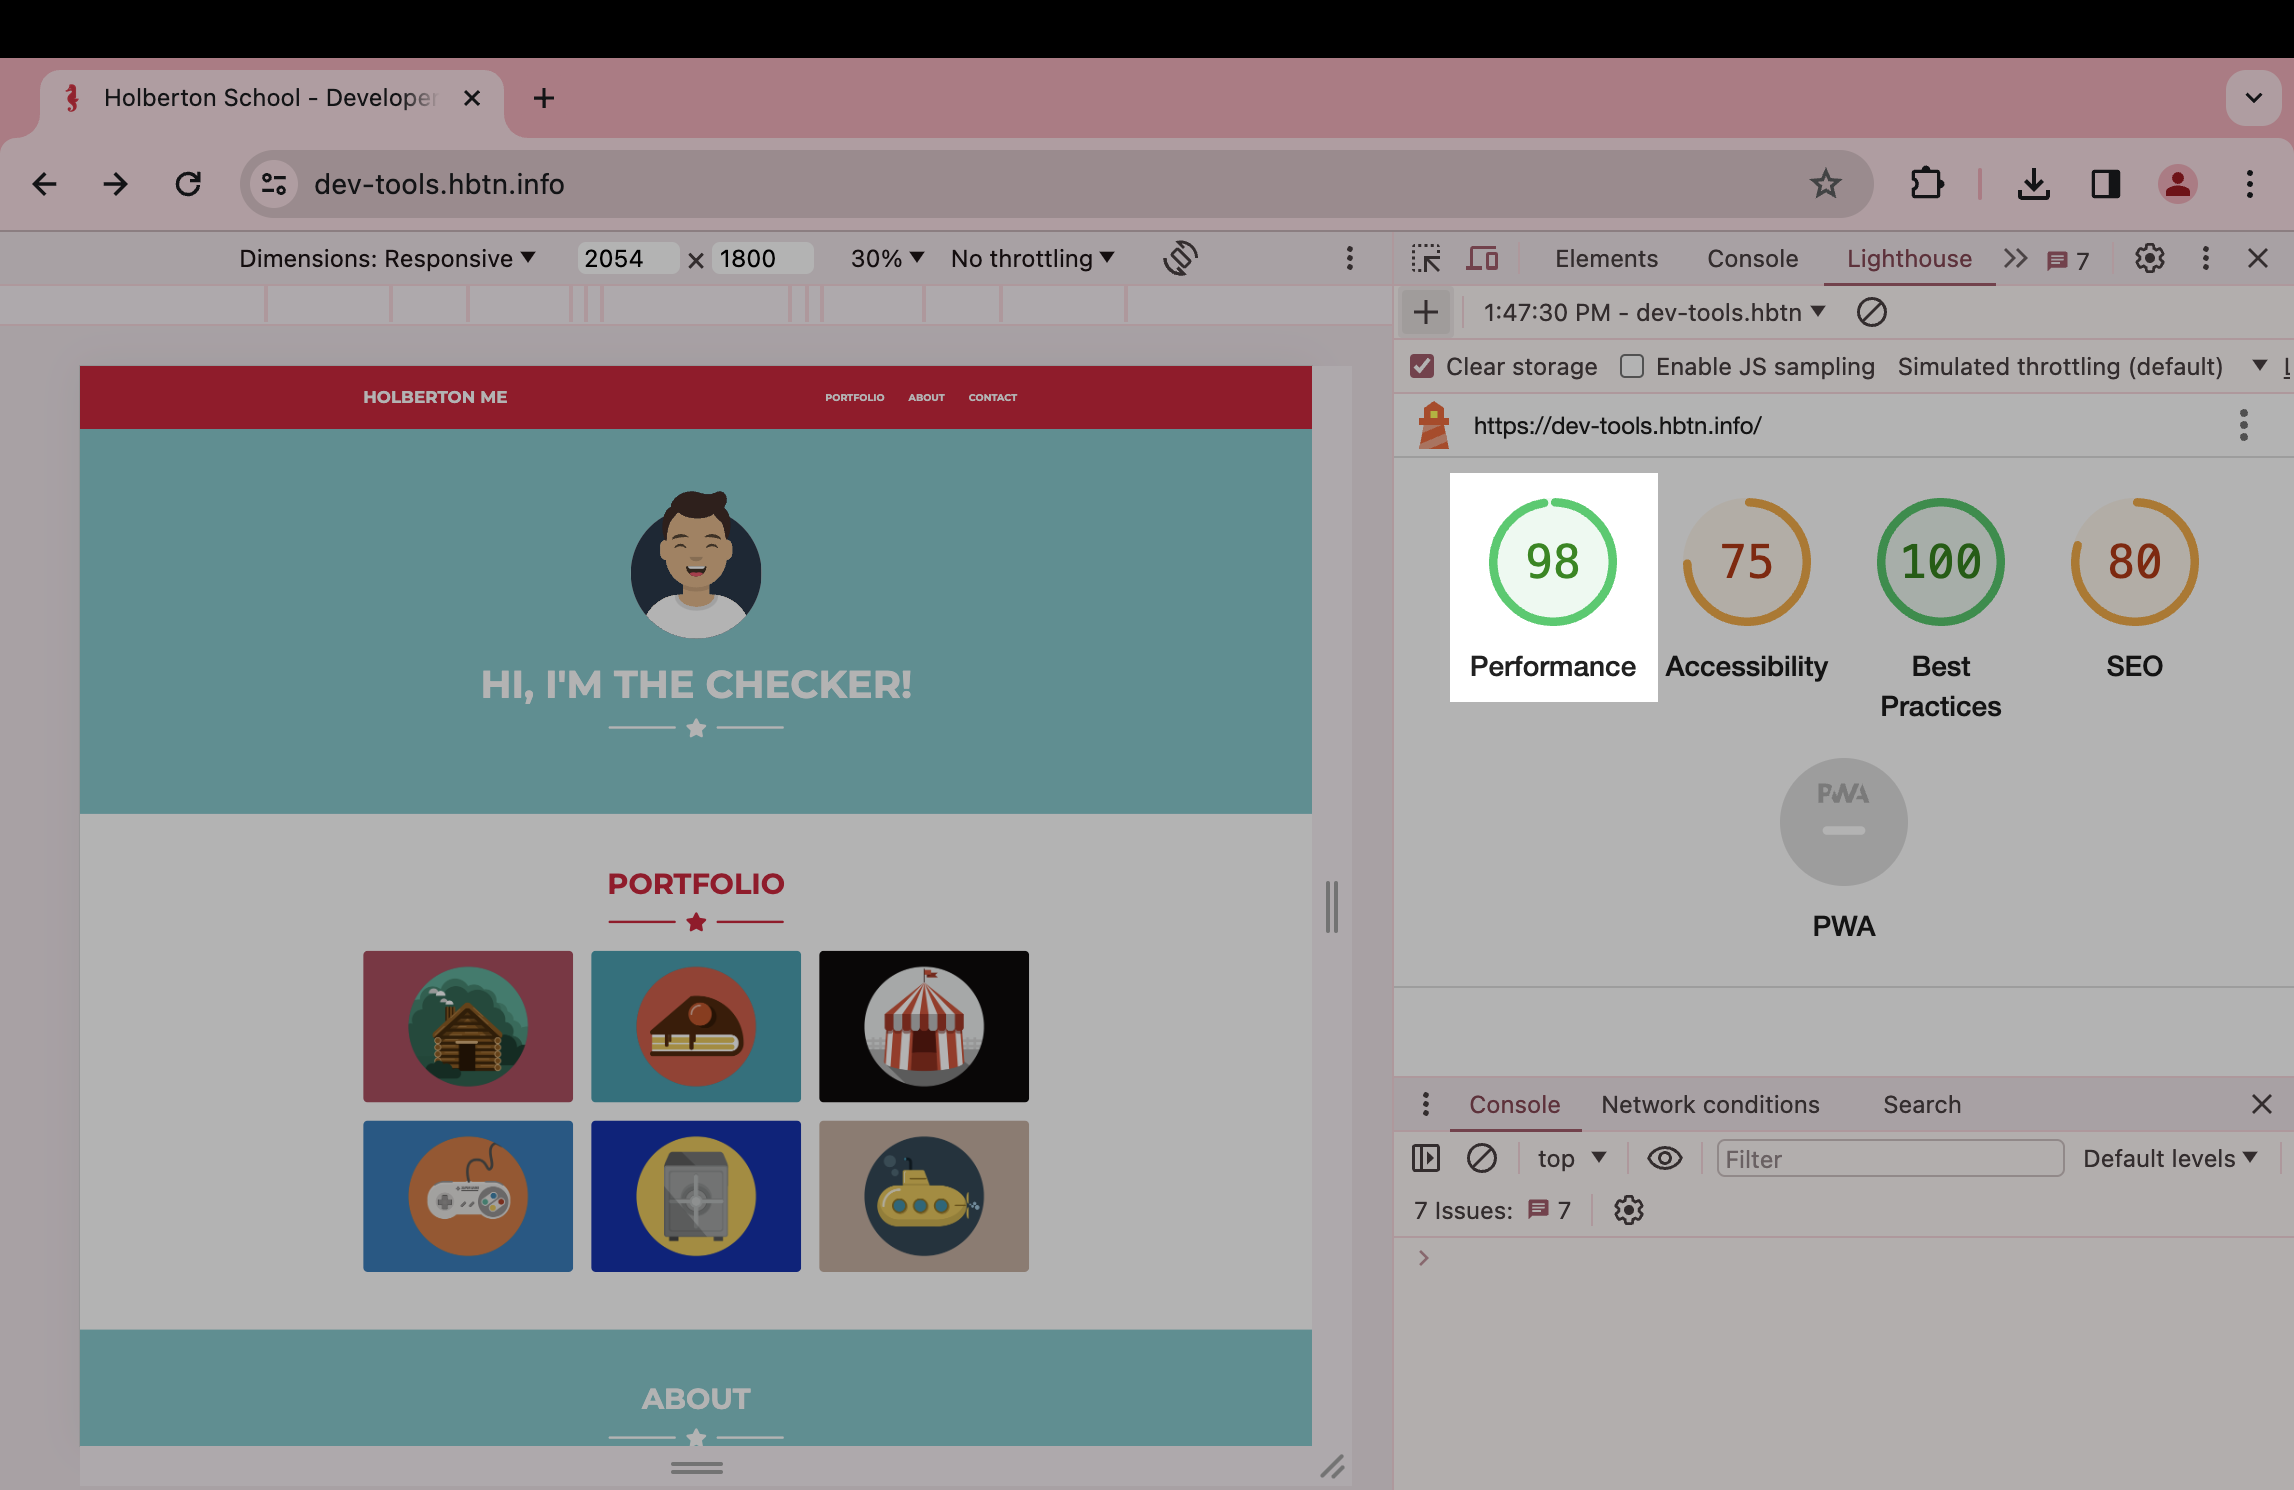 Holberton School - Developer
dev-tools.hbtn.info
Dimensions: Responsive 2054 × 1800 30% No throttling
Elements Console Lighthouse 7
1:47:30 PM - dev-tools.hbtn
Clear storage Enable JS sampling Simulated throttling (default)
https://dev-tools.hbtn.info/
98 75 100 80
Performance Accessibility Best Practices SEO
PWA
PWA
Console Network conditions Search
top Filter Default levels
7 Issues: 7
HOLBERTON ME PORTFOLIO ABOUT CONTACT
HI, I'M THE CHECKER!
PORTFOLIO
ABOUT